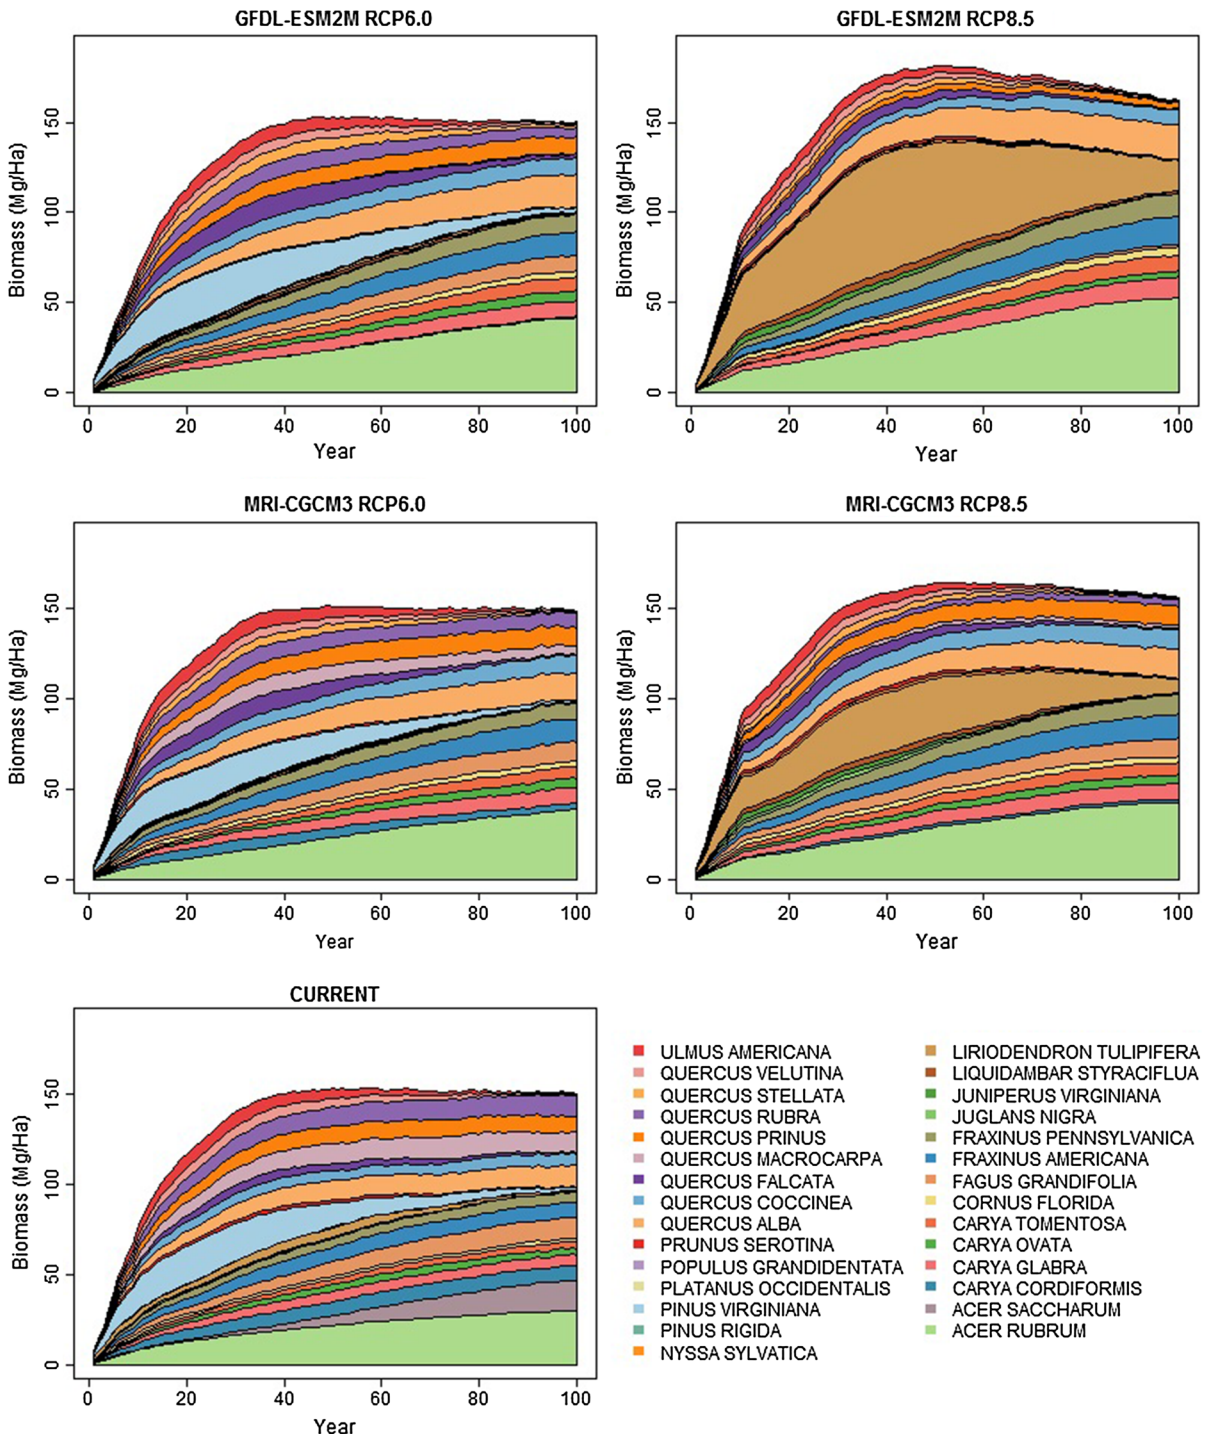 GFDL-ESM2M RCP6.0
Biomass (Mg/Ha)
0
50
100
150
0 20 40 60 80 100
Year
GFDL-ESM2M RCP8.5
Biomass (Mg/Ha)
0
50
100
150
0 20 40 60 80 100
Year
MRI-CGCM3 RCP6.0
Biomass (Mg/Ha)
0
50
100
150
0 20 40 60 80 100
Year
MRI-CGCM3 RCP8.5
Biomass (Mg/Ha)
0
50
100
150
0 20 40 60 80 100
Year
CURRENT
Biomass (Mg/Ha)
0
50
100
150
0 20 40 60 80 100
Year
ULMUS AMERICANA
QUERCUS VELUTINA
QUERCUS STELLATA
QUERCUS RUBRA
QUERCUS PRINUS
QUERCUS MACROCARPA
QUERCUS FALCATA
QUERCUS COCCINEA
QUERCUS ALBA
PRUNUS SEROTINA
POPULUS GRANDIDENTATA
PLATANUS OCCIDENTALIS
PINUS VIRGINIANA
PINUS RIGIDA
NYSSA SYLVATICA
LIRIODENDRON TULIPIFERA
LIQUIDAMBAR STYRACIFLUA
JUNIPERUS VIRGINIANA
JUGLANS NIGRA
FRAXINUS PENNSYLVANICA
FRAXINUS AMERICANA
FAGUS GRANDIFOLIA
CORNUS FLORIDA
CARYA TOMENTOSA
CARYA OVATA
CARYA GLABRA
CARYA CORDIFORMIS
ACER SACCHARUM
ACER RUBRUM